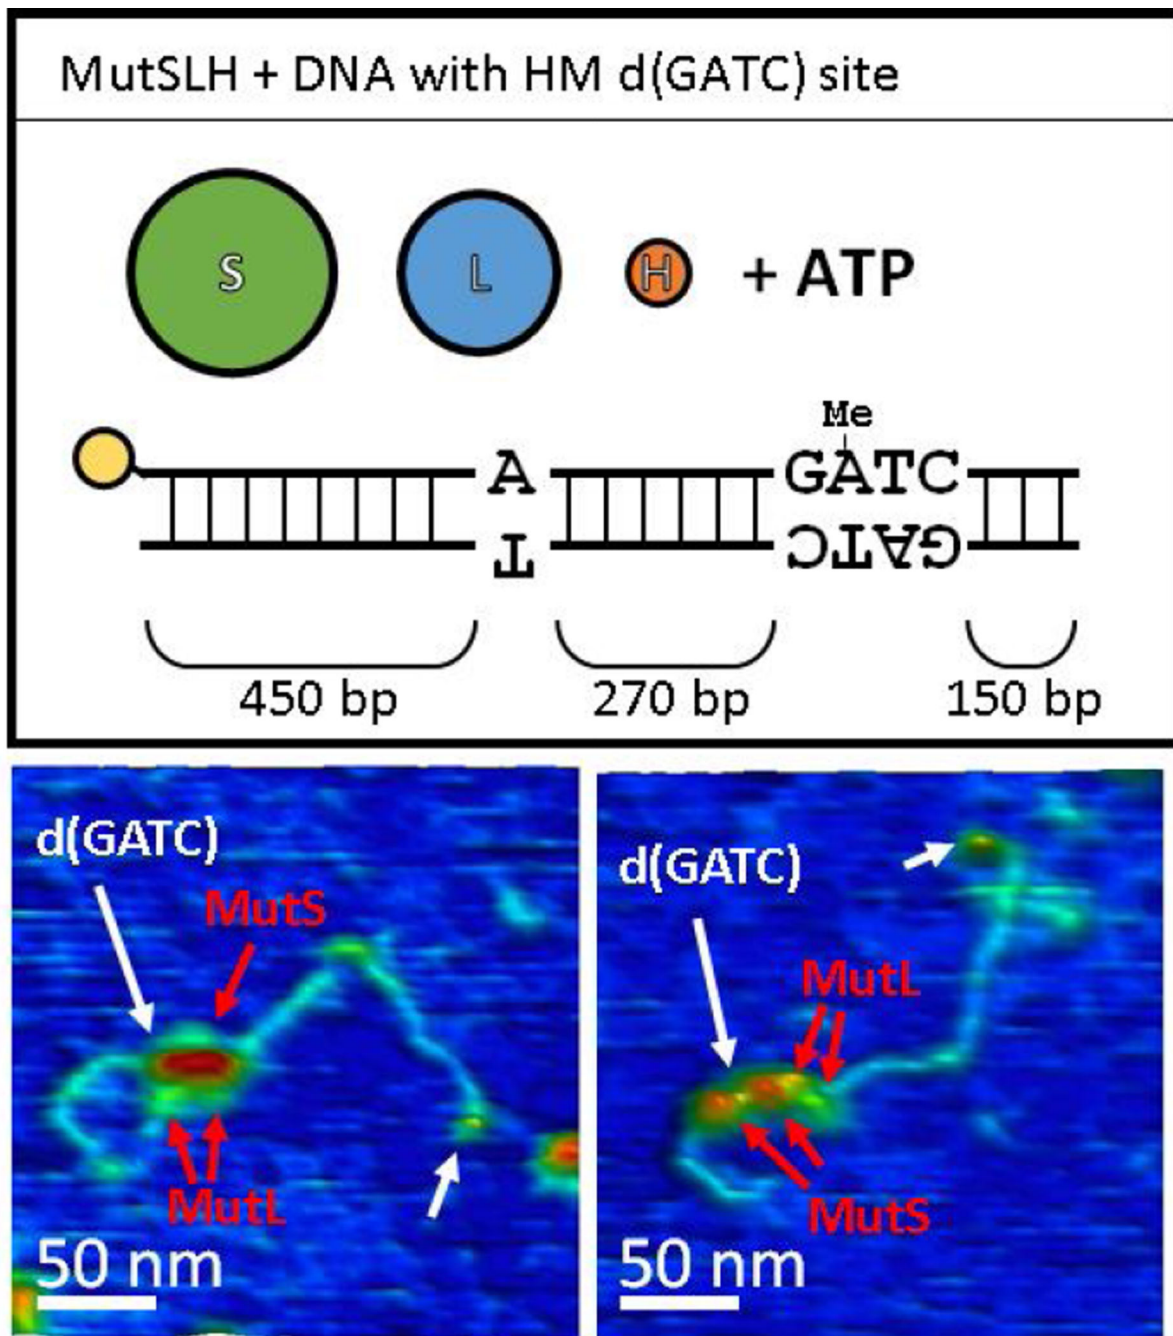 MutSLH + DNA with HM d(GATC) site
S L H + ATP
Me
A GATC
T GATC
450 bp 270 bp 150 bp
d(GATC)
MutS
MutL
50 nm
d(GATC)
MutL
MutS
50 nm